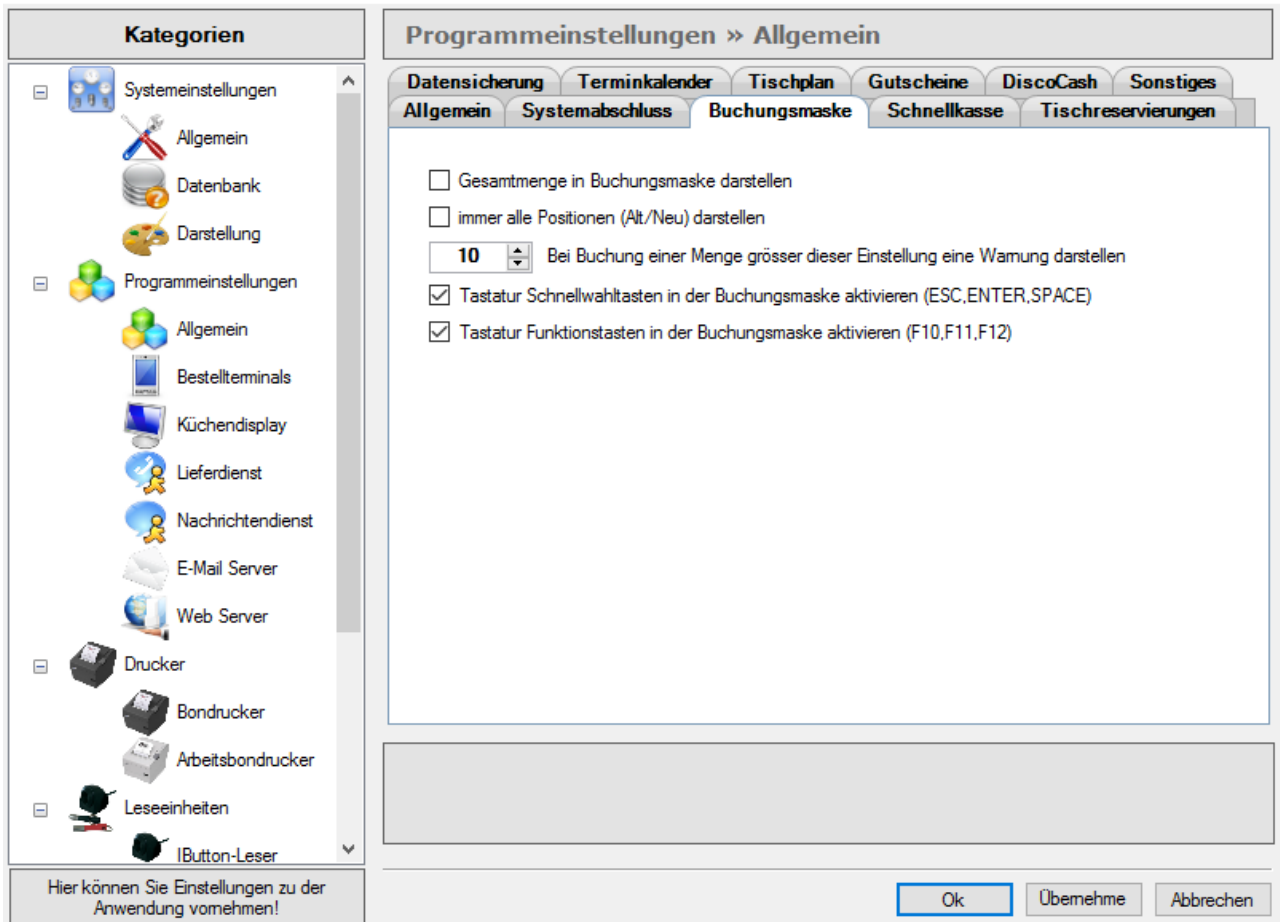 Kategorien
Systemeinstellungen
Allgemein
Datenbank
Darstellung
Programmeinstellungen
Allgemein
Bestellterminals
Küchendisplay
Lieferdienst
Nachrichtendienst
E-Mail Server
Web Server
Drucker
Bondrucker
Arbeitsbondrucker
Leseeinheiten
IButton-Leser
Hier können Sie Einstellungen zu der
Anwendung vornehmen!
Programmeinstellungen » Allgemein
Datensicherung Terminkalender Tischplan Gutscheine DiscoCash Sonstiges
Allgemein Systemabschluss Buchungsmaske Schnellkasse Tischreservierungen
Gesamtmenge in Buchungsmaske darstellen
immer alle Positionen (Alt/Neu) darstellen
10 Bei Buchung einer Menge grösser dieser Einstellung eine Warnung darstellen
Tastatur Schnellwahltasten in der Buchungsmaske aktivieren (ESC,ENTER,SPACE)
Tastatur Funktionstasten in der Buchungsmaske aktivieren (F10,F11,F12)
Ok Übernehme Abbrechen